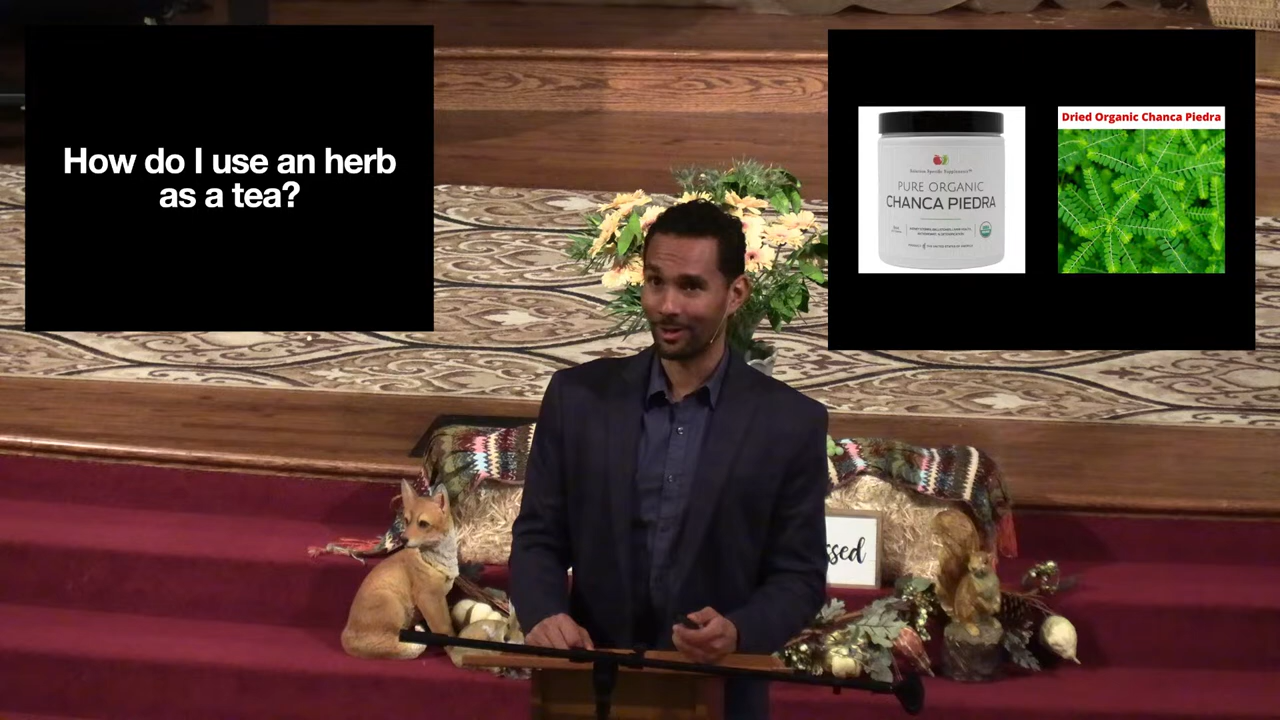 How do I use an herb
as a tea?
Dried Organic Chanca Piedra
PURE ORGANIC
CHANCA PIEDRA
ssed